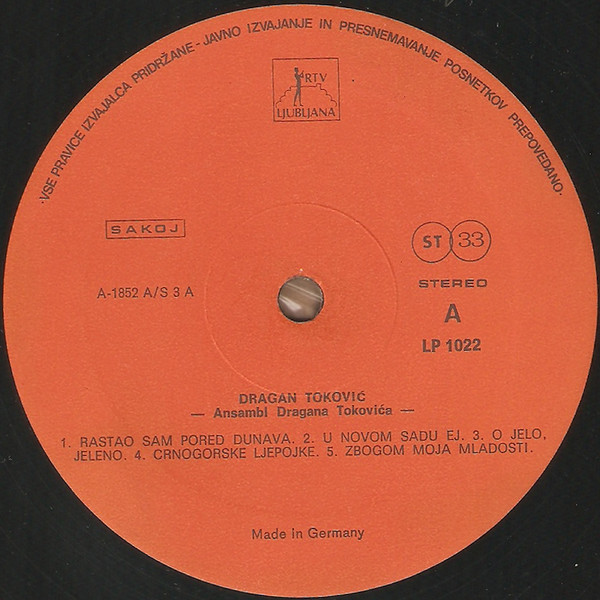 ·VSE PRAVICE IZVAJALCA PRIDRŽANE - JAVNO IZVAJANJE IN PRESNEMAVANJE POSNETKOV PREPOVEDANO·
RTV
LJUBLJANA
SAKOJ
ST 33
A-1852 A/S 3 A
STEREO
A
LP 1022
DRAGAN TOKOVIĆ
— Ansambl Dragana Tokovića —
1. RASTAO SAM PORED DUNAVA. 2. U NOVOM SADU EJ. 3. O JELO,
JELENO. 4. CRNOGORSKE LJEPOJKE. 5. ZBOGOM MOJA MLADOSTI.
Made in Germany